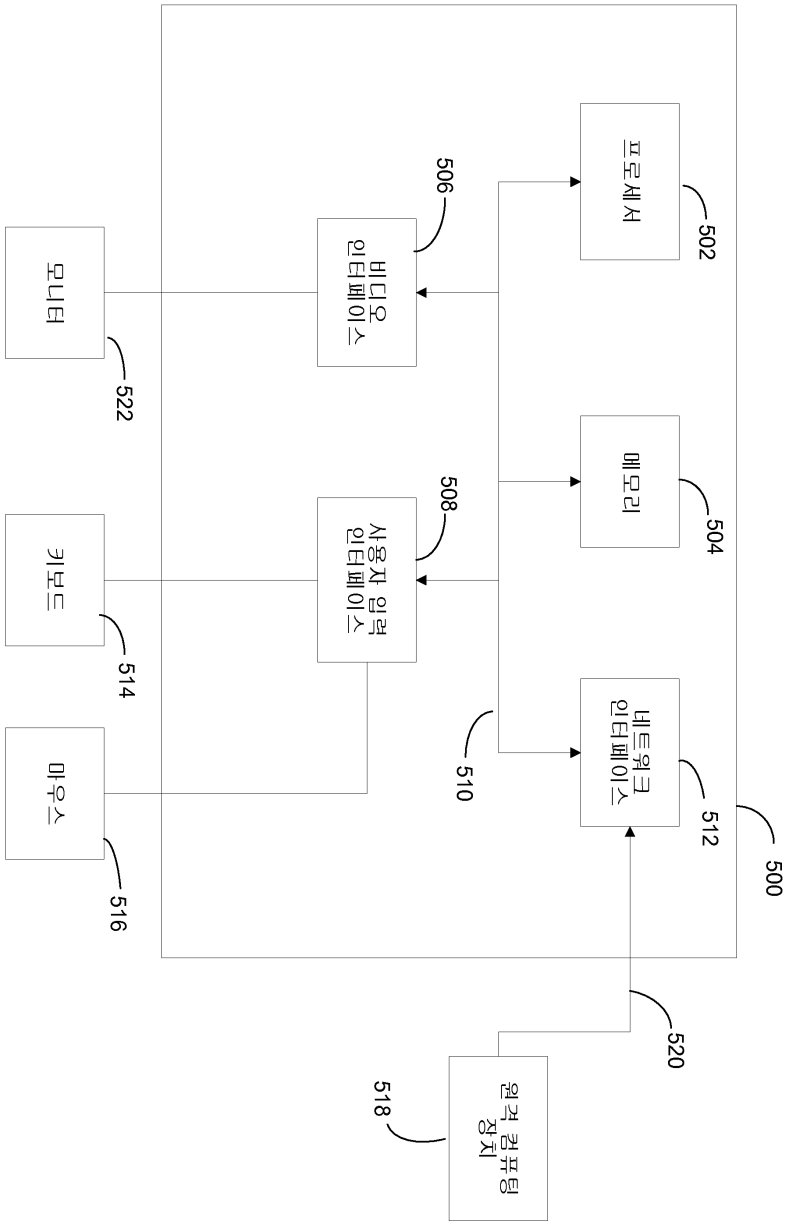 500
502
프로세서
504
메모리
512
네트워크
인터페이스
510
520
506
비디오
인터페이스
508
사용자 입력
인터페이스
518
원격 컴퓨팅
장치
522
모니터
514
키보드
516
마우스